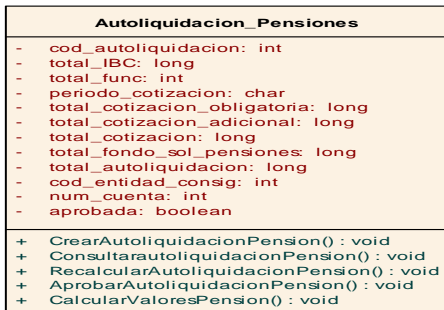 Autoliquidacion_Pensiones
- cod_autoliquidacion: int
- total_IBC: long
- total_func: int
- periodo_cotizacion: char
- total_cotizacion_obligatoria: long
- total_cotizacion_adicional: long
- total_cotizacion: long
- total_fondo_sol_pensiones: long
- total_autoliquidacion: long
- cod_entidad_consig: int
- num_cuenta: int
- aprobada: boolean
+ CrearAutoliquidacionPension() : void
+ ConsultarautoliquidacionPension() : void
+ RecalcularAutoliquidacionPension() : void
+ AprobarAutoliquidacionPension() : void
+ CalcularValoresPension() : void